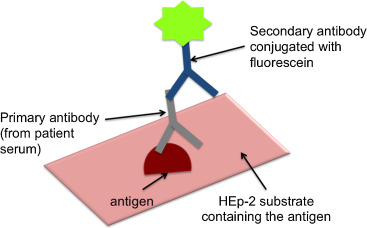 Secondary antibody
conjugated with
fluorescein
Primary antibody
(from patient
serum)
antigen
HEp-2 substrate
containing the antigen